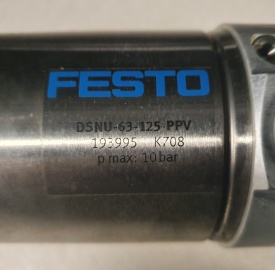 FESTO
DSNU-63-125-PPV
193995 K708
p max: 10 bar